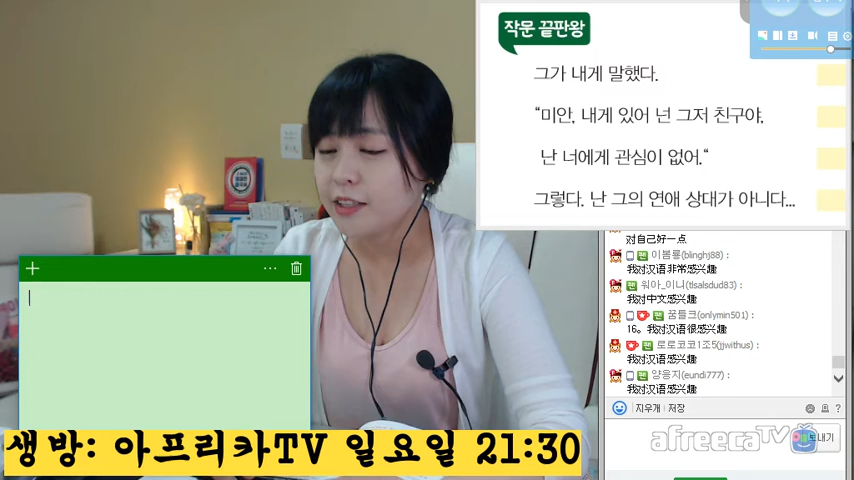 작문 끝판왕
그가 내게 말했다.
“미안, 내게 있어 넌 그저 친구야.
난 너에게 관심이 없어.“
그렇다. 난 그의 연애 상대가 아니다...
对自己好一点
이봄룡(blinghj88) :
我对汉语非常感兴趣
워아_이니(tlsalsdud83) :
我对中文感兴趣
꿈들크(onlymin501) :
16。我对汉语很感兴趣
로로코코1조5(jjwithus) :
我对汉语感兴趣
양응지(eundi777) :
我对汉语感兴趣
지우개 저장
afreecaTV
보내기
생방: 아프리카TV 일요일 21:30